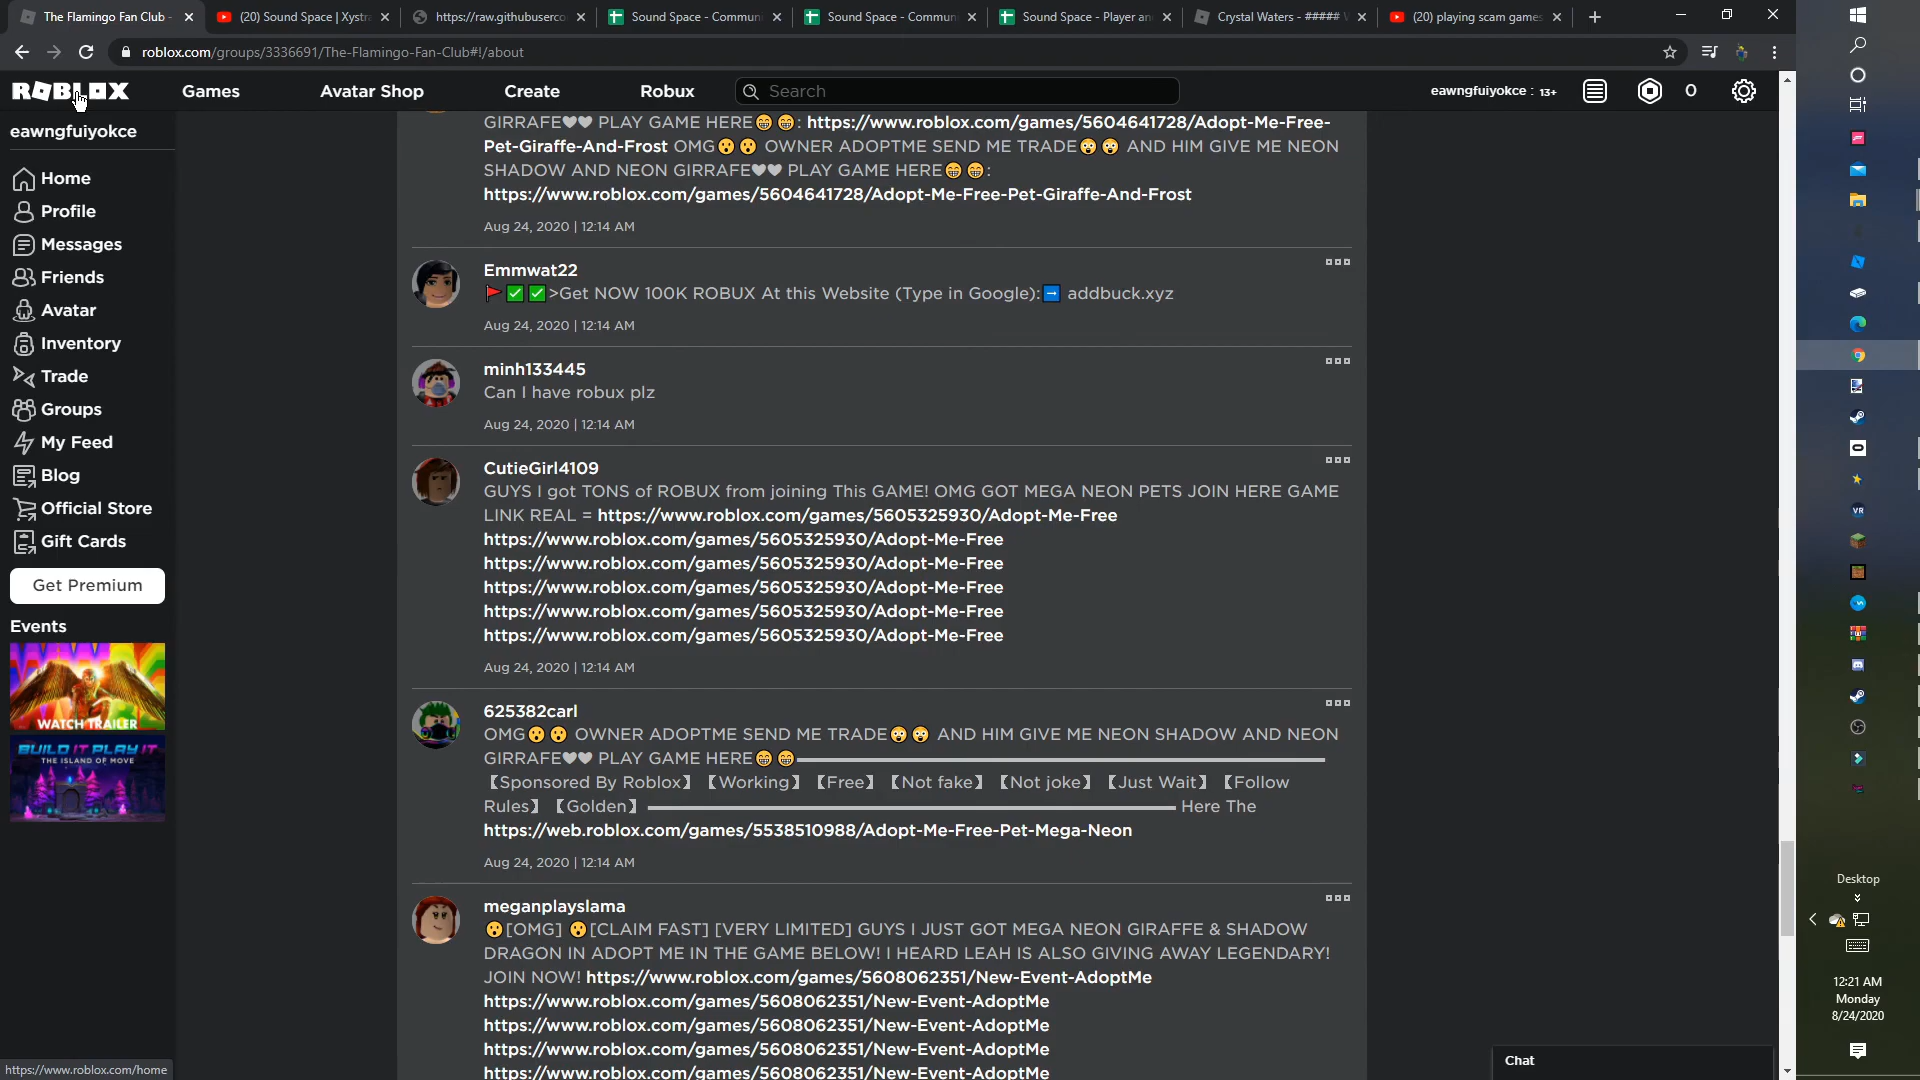 The Flamingo Fan Club -
(20) Sound Space | Xystra
https://raw.githubuserco
Sound Space - Commun
Sound Space - Commun
Sound Space - Player an
Crystal Waters - ##### V
(20) playing scam games
roblox.com/groups/3336691/The-Flamingo-Fan-Club#!/about
ROBLOX
Games
Avatar Shop
Create
Robux
Search
eawngfuiyokce : 13+
0
eawngfuiyokce
Home
Profile
Messages
Friends
Avatar
Inventory
Trade
Groups
My Feed
Blog
Official Store
Gift Cards
Get Premium
Events
WATCH TRAILER
BUILD IT PLAY IT
THE ISLAND OF MOVE
https://www.roblox.com/home
GIRRAFE🖤🖤 PLAY GAME HERE😁😁: https://www.roblox.com/games/5604641728/Adopt-Me-Free-
Pet-Giraffe-And-Frost OMG😮😮 OWNER ADOPTME SEND ME TRADE😲😲 AND HIM GIVE ME NEON
SHADOW AND NEON GIRRAFE🖤🖤 PLAY GAME HERE😁😁:
https://www.roblox.com/games/5604641728/Adopt-Me-Free-Pet-Giraffe-And-Frost
Aug 24, 2020 | 12:14 AM
Emmwat22
🚩✅✅>Get NOW 100K ROBUX At this Website (Type in Google):➡ addbuck.xyz
Aug 24, 2020 | 12:14 AM
minh133445
Can I have robux plz
Aug 24, 2020 | 12:14 AM
CutieGirl4109
GUYS I got TONS of ROBUX from joining This GAME! OMG GOT MEGA NEON PETS JOIN HERE GAME
LINK REAL = https://www.roblox.com/games/5605325930/Adopt-Me-Free
https://www.roblox.com/games/5605325930/Adopt-Me-Free
https://www.roblox.com/games/5605325930/Adopt-Me-Free
https://www.roblox.com/games/5605325930/Adopt-Me-Free
https://www.roblox.com/games/5605325930/Adopt-Me-Free
https://www.roblox.com/games/5605325930/Adopt-Me-Free
Aug 24, 2020 | 12:14 AM
625382carl
OMG😮😮 OWNER ADOPTME SEND ME TRADE😲😲 AND HIM GIVE ME NEON SHADOW AND NEON
GIRRAFE🖤🖤 PLAY GAME HERE😁😁
【Sponsored By Roblox】【Working】【Free】【Not fake】【Not joke】【Just Wait】【Follow
Rules】【Golden】 Here The
https://web.roblox.com/games/5538510988/Adopt-Me-Free-Pet-Mega-Neon
Aug 24, 2020 | 12:14 AM
meganplayslama
😮[OMG] 😮[CLAIM FAST] [VERY LIMITED] GUYS I JUST GOT MEGA NEON GIRAFFE & SHADOW
DRAGON IN ADOPT ME IN THE GAME BELOW! I HEARD LEAH IS ALSO GIVING AWAY LEGENDARY!
JOIN NOW! https://www.roblox.com/games/5608062351/New-Event-AdoptMe
https://www.roblox.com/games/5608062351/New-Event-AdoptMe
https://www.roblox.com/games/5608062351/New-Event-AdoptMe
https://www.roblox.com/games/5608062351/New-Event-AdoptMe
https://www.roblox.com/games/5608062351/New-Event-AdoptMe
Chat
VR
Desktop
12:21 AM
Monday
8/24/2020